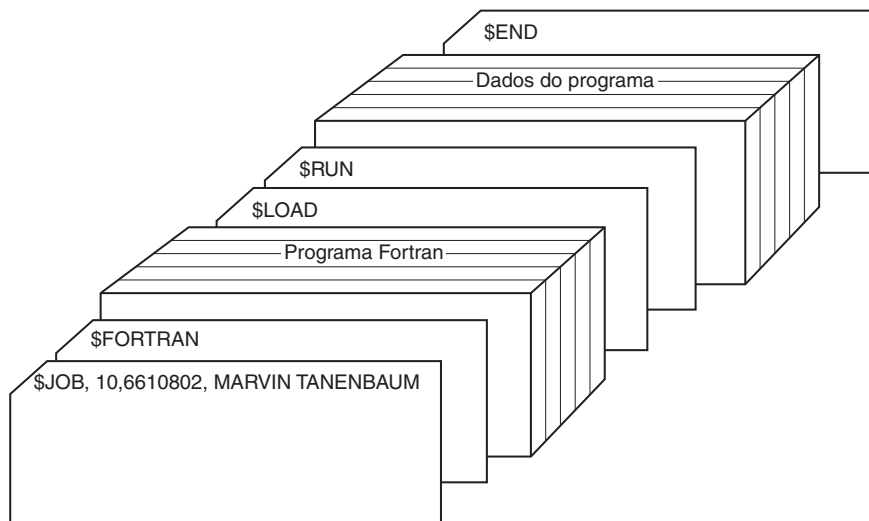 $END
Dados do programa
$RUN
$LOAD
Programa Fortran
$FORTRAN
$JOB, 10,6610802, MARVIN TANENBAUM